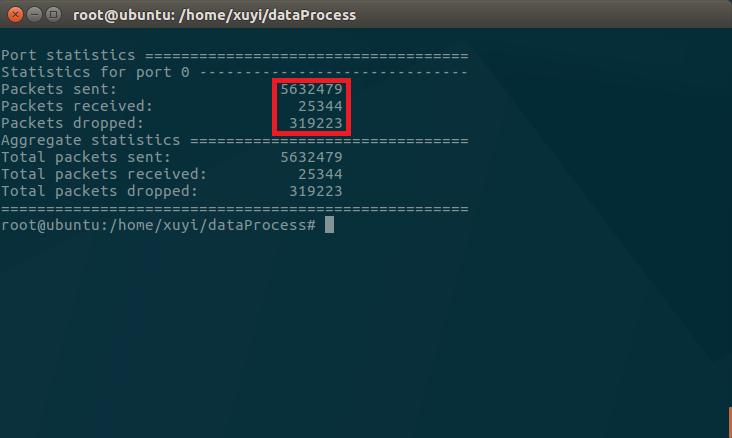 root@ubuntu: /home/xuyi/dataProcess
Port statistics ====================================
Statistics for port 0 ------------------------------
Packets sent:                  5632479
Packets received:                25344
Packets dropped:                319223
Aggregate statistics ===============================
Total packets sent:            5632479
Total packets received:          25344
Total packets dropped:          319223
====================================================
root@ubuntu:/home/xuyi/dataProcess#